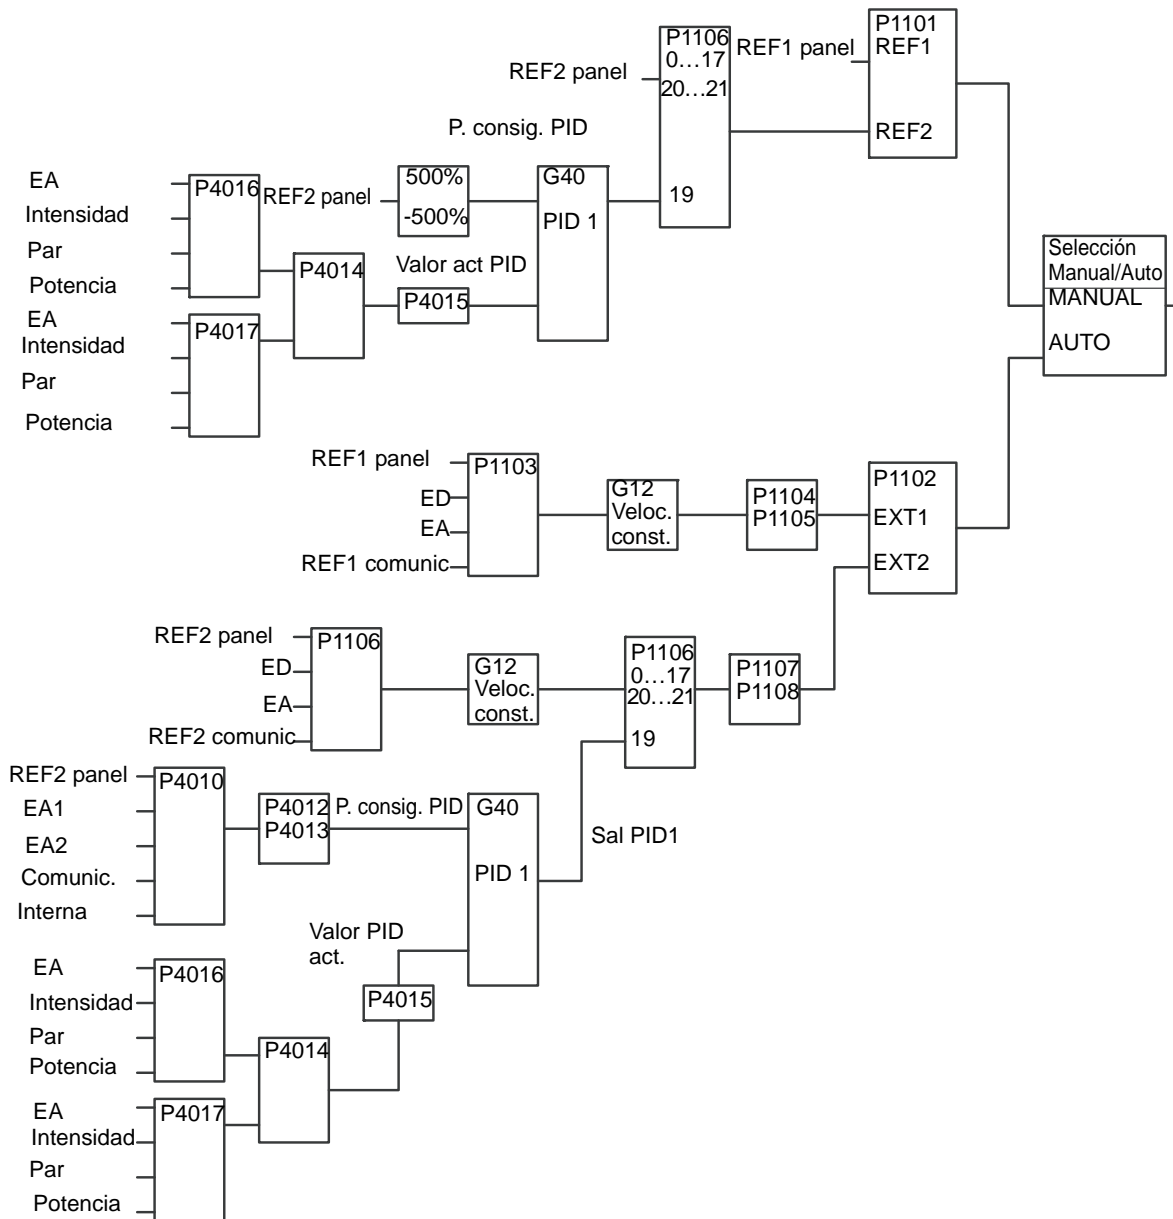 P1101
REF1
REF2
REF1 panel
P1106
0…17
20…21
19
REF2 panel
P. consig. PID
500%
-500%
REF2 panel
G40
PID 1
EA
Intensidad
Par
Potencia
P4016
EA
Intensidad
Par
Potencia
P4017
P4014
Valor act PID
P4015
Selección
Manual/Auto
MANUAL
AUTO
REF1 panel
ED
EA
REF1 comunic
P1103
G12
Veloc.
const.
P1104
P1105
P1102
EXT1
EXT2
REF2 panel
ED
EA
REF2 comunic
P1106
G12
Veloc.
const.
P1106
0…17
20…21
19
P1107
P1108
REF2 panel
EA1
EA2
Comunic.
Interna
P4010
P4012
P4013
P. consig. PID
G40
PID 1
Sal PID1
Valor PID
act.
P4015
EA
Intensidad
Par
Potencia
P4016
P4014
EA
Intensidad
Par
Potencia
P4017